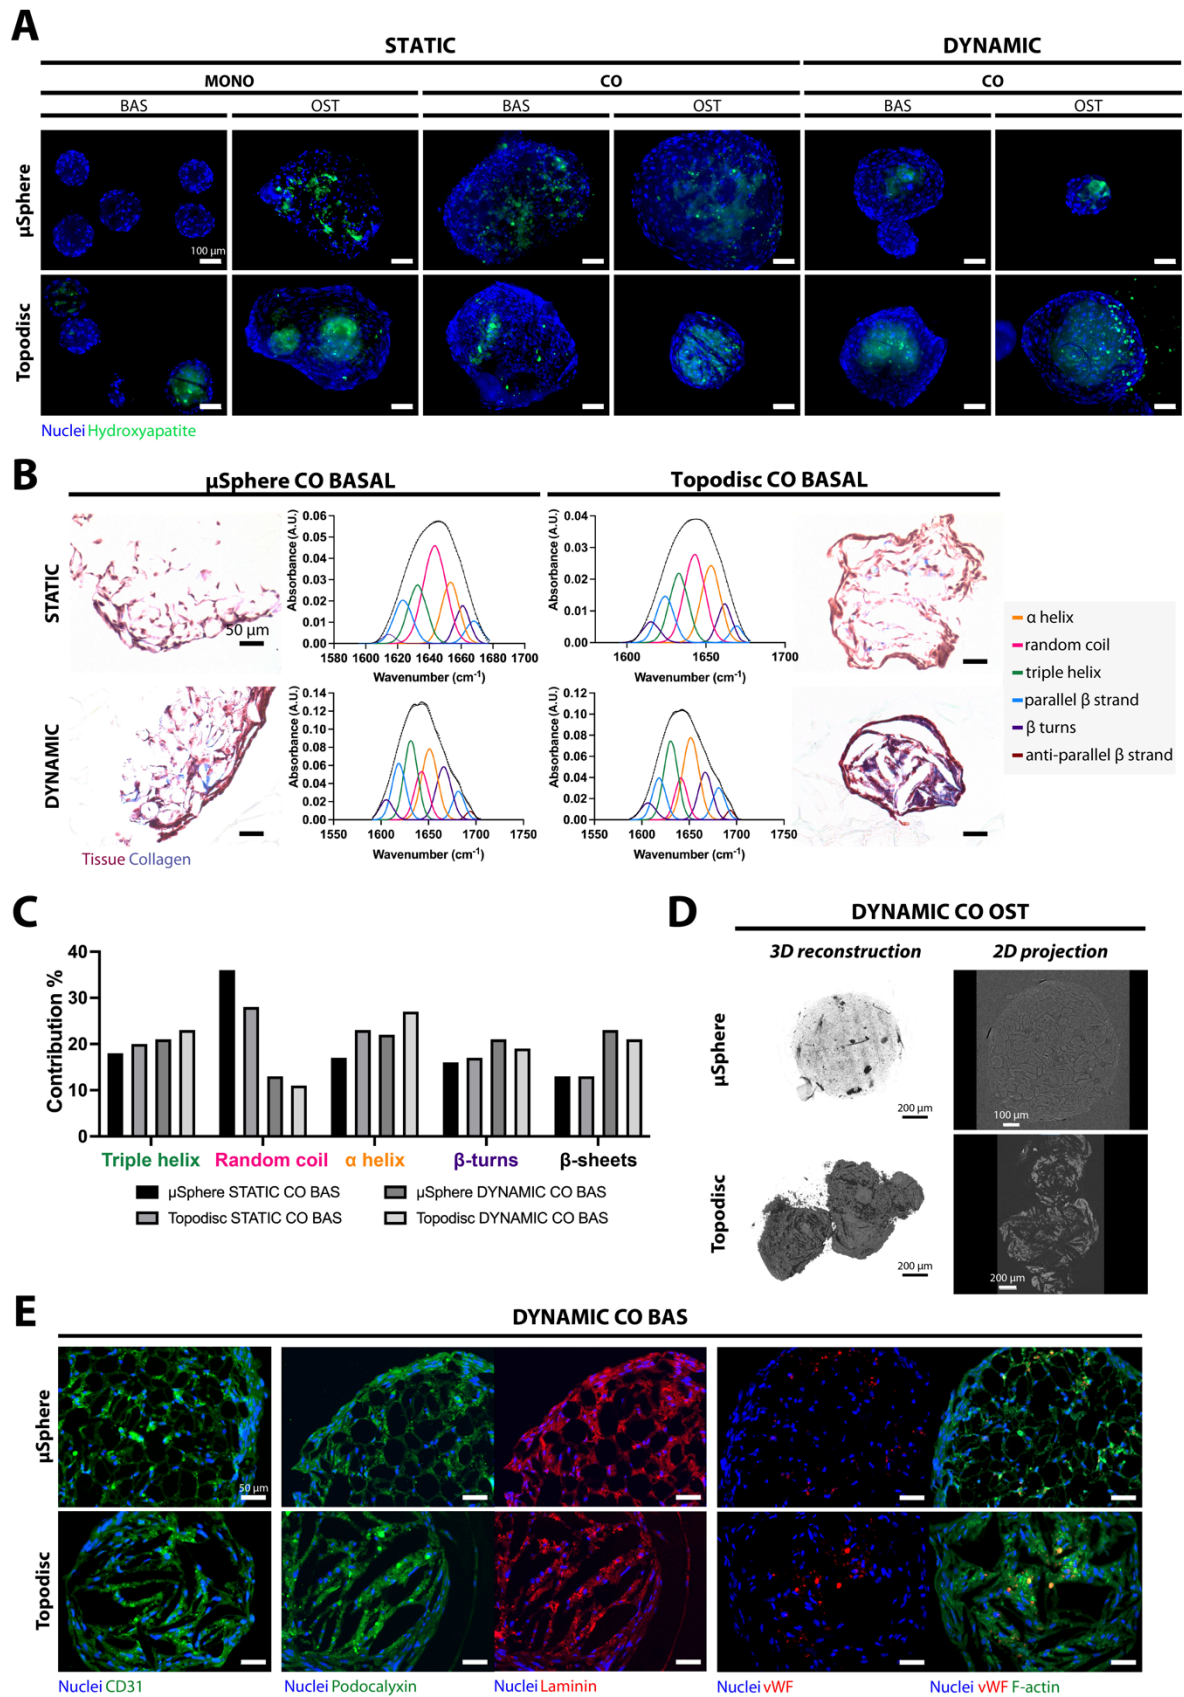 A
STATIC DYNAMIC
MONO CO CO
BAS OST BAS OST BAS OST
µSphere
100 µm
Topodisc
Nuclei Hydroxyapatite
B
µSphere CO BASAL Topodisc CO BASAL
STATIC
50 µm
Absorbance (A.U.)
0.06
0.05
0.04
0.03
0.02
0.01
0.00
1580 1600 1620 1640 1660 1680 1700
Wavenumber (cm-1)
Absorbance (A.U.)
0.04
0.03
0.02
0.01
0.00
1600 1650 1700
Wavenumber (cm-1)
α helix
random coil
triple helix
parallel β strand
β turns
anti-parallel β strand
DYNAMIC
Absorbance (A.U.)
0.14
0.12
0.10
0.08
0.06
0.04
0.02
0.00
1550 1600 1650 1700 1750
Wavenumber (cm-1)
Absorbance (A.U.)
0.12
0.10
0.08
0.06
0.04
0.02
0.00
1550 1600 1650 1700 1750
Wavenumber (cm-1)
Tissue Collagen
C
Contribution %
40
30
20
10
0
Triple helix Random coil α helix β-turns β-sheets
µSphere STATIC CO BAS µSphere DYNAMIC CO BAS
Topodisc STATIC CO BAS Topodisc DYNAMIC CO BAS
D
DYNAMIC CO OST
3D reconstruction 2D projection
µSphere
200 µm 100 µm
Topodisc
200 µm 200 µm
E
DYNAMIC CO BAS
µSphere
50 µm
Topodisc
Nuclei CD31 Nuclei Podocalyxin Nuclei Laminin Nuclei vWF Nuclei vWF F-actin